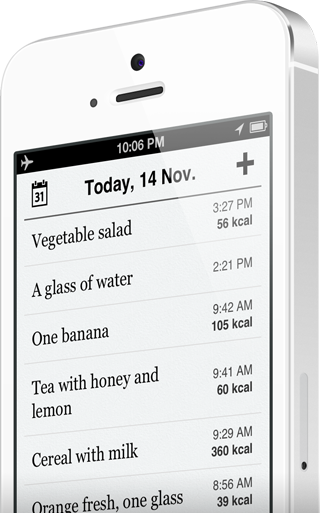 10:06 PM
31
Today, 14 Nov.
+
Vegetable salad
3:27 PM
56 kcal
A glass of water
2:21 PM
One banana
9:42 AM
105 kcal
Tea with honey and
lemon
9:41 AM
60 kcal
Cereal with milk
9:29 AM
360 kcal
Orange fresh, one glass
8:56 AM
39 kcal